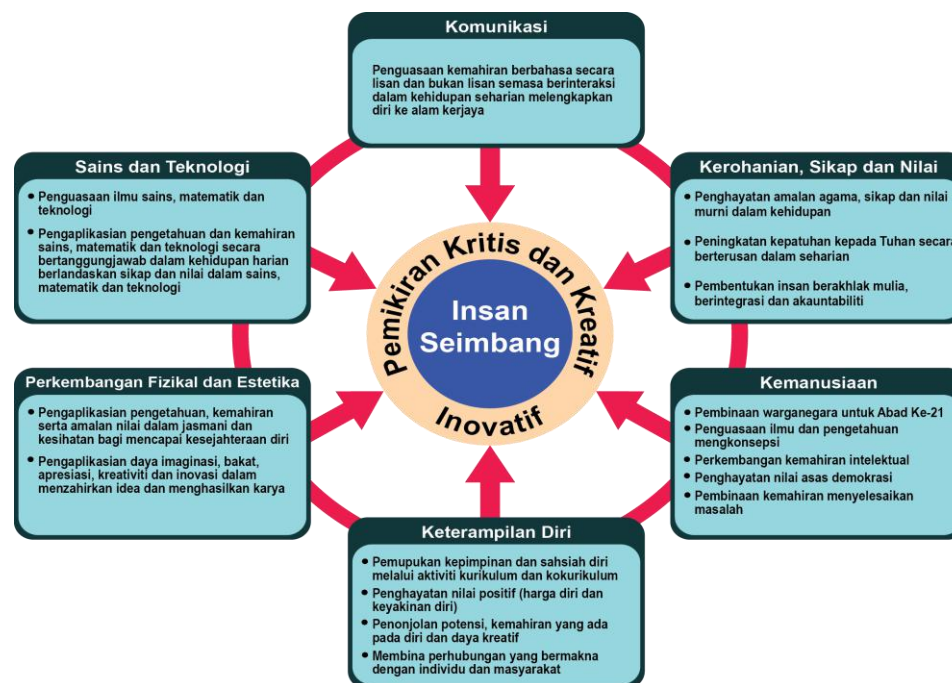 Komunikasi
Penguasaan kemahiran berbahasa secara
lisan dan bukan lisan semasa berinteraksi
dalam kehidupan seharian melengkapkan
diri ke alam kerjaya
Sains dan Teknologi
• Penguasaan ilmu sains, matematik dan
teknologi
• Pengaplikasian pengetahuan dan kemahiran
sains, matematik dan teknologi secara
bertanggungjawab dalam kehidupan harian
berlandaskan sikap dan nilai dalam sains,
matematik dan teknologi
Kerohanian, Sikap dan Nilai
• Penghayatan amalan agama, sikap dan nilai
murni dalam kehidupan
• Peningkatan kepatuhan kepada Tuhan secara
berterusan dalam seharian
• Pembentukan insan berakhlak mulia,
berintegrasi dan akauntabiliti
Pemikiran Kritis dan Kreatif
Insan
Seimbang
Inovatif
Perkembangan Fizikal dan Estetika
• Pengaplikasian pengetahuan, kemahiran
serta amalan nilai dalam jasmani dan
kesihatan bagi mencapai kesejahteraan diri
• Pengaplikasian daya imaginasi, bakat,
apresiasi, kreativiti dan inovasi dalam
menzahirkan idea dan menghasilkan karya
Kemanusiaan
• Pembinaan warganegara untuk Abad Ke-21
• Penguasaan ilmu dan pengetahuan
mengkonsepsi
• Perkembangan kemahiran intelektual
• Penghayatan nilai asas demokrasi
• Pembinaan kemahiran menyelesaikan
masalah
Keterampilan Diri
• Pemupukan kepimpinan dan sahsiah diri
melalui aktiviti kurikulum dan kokurikulum
• Penghayatan nilai positif (harga diri dan
keyakinan diri)
• Penonjolan potensi, kemahiran yang ada
pada diri dan daya kreatif
• Membina perhubungan yang bermakna
dengan individu dan masyarakat